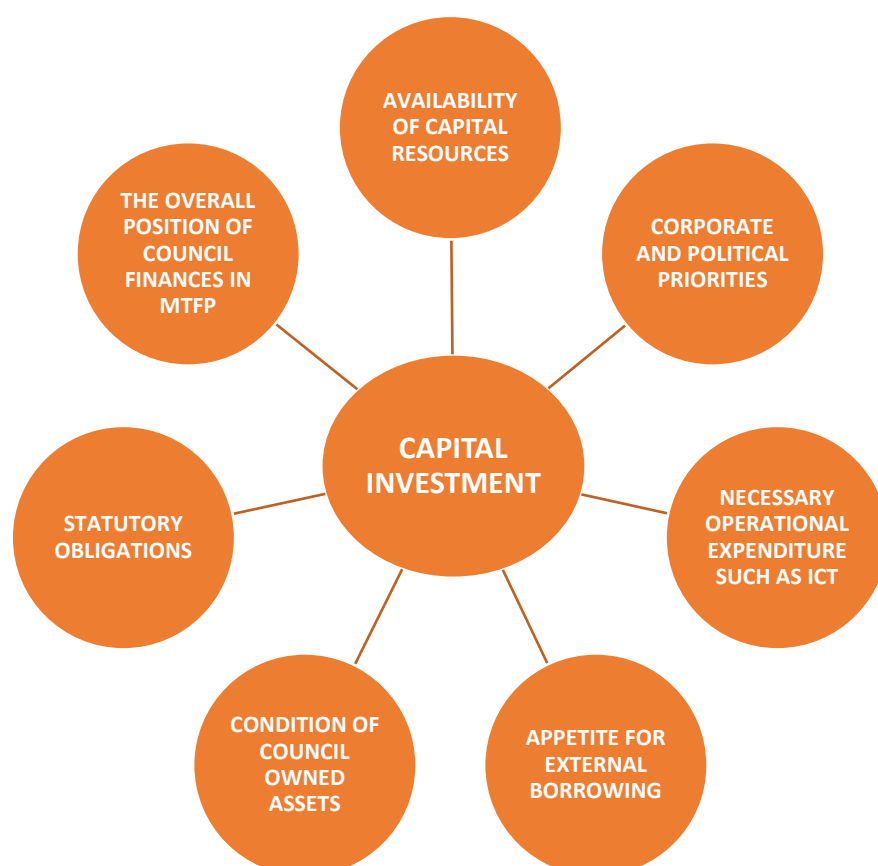 AVAILABILITY
OF CAPITAL
RESOURCES
THE OVERALL
POSITION OF
COUNCIL
FINANCES IN
MTFP
CORPORATE
AND POLITICAL
PRIORITIES
CAPITAL
INVESTMENT
STATUTORY
OBLIGATIONS
NECESSARY
OPERATIONAL
EXPENDITURE
SUCH AS ICT
CONDITION OF
COUNCIL
OWNED
ASSETS
APPETITE FOR
EXTERNAL
BORROWING